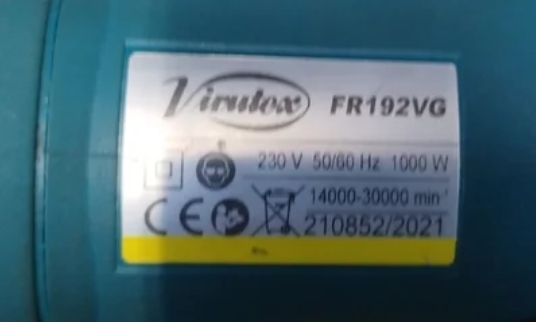 Virutex FR192VG
230 V 50/60 Hz 1000 W
14000-30000 min⁻¹
CE 210852/2021